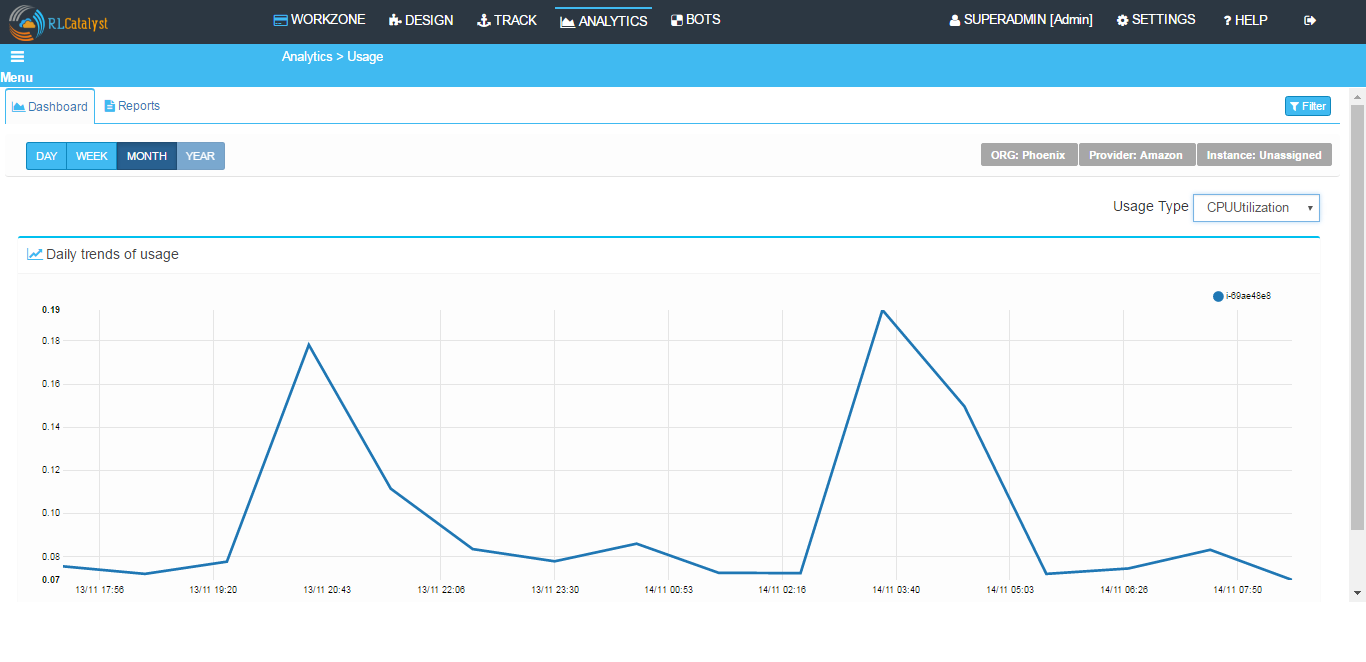 RLCatalyst WORKZONE DESIGN TRACK ANALYTICS BOTS SUPERADMIN [Admin] SETTINGS ? HELP
Analytics > Usage
Menu
Dashboard Reports Filter
DAY WEEK MONTH YEAR ORG: Phoenix Provider: Amazon Instance: Unassigned
Usage Type CPUUtilization
Daily trends of usage
i-69ae48e8
0.19
0.18
0.16
0.14
0.12
0.10
0.08
0.07
13/11 17:56 13/11 19:20 13/11 20:43 13/11 22:06 13/11 23:30 14/11 00:53 14/11 02:16 14/11 03:40 14/11 05:03 14/11 06:26 14/11 07:50